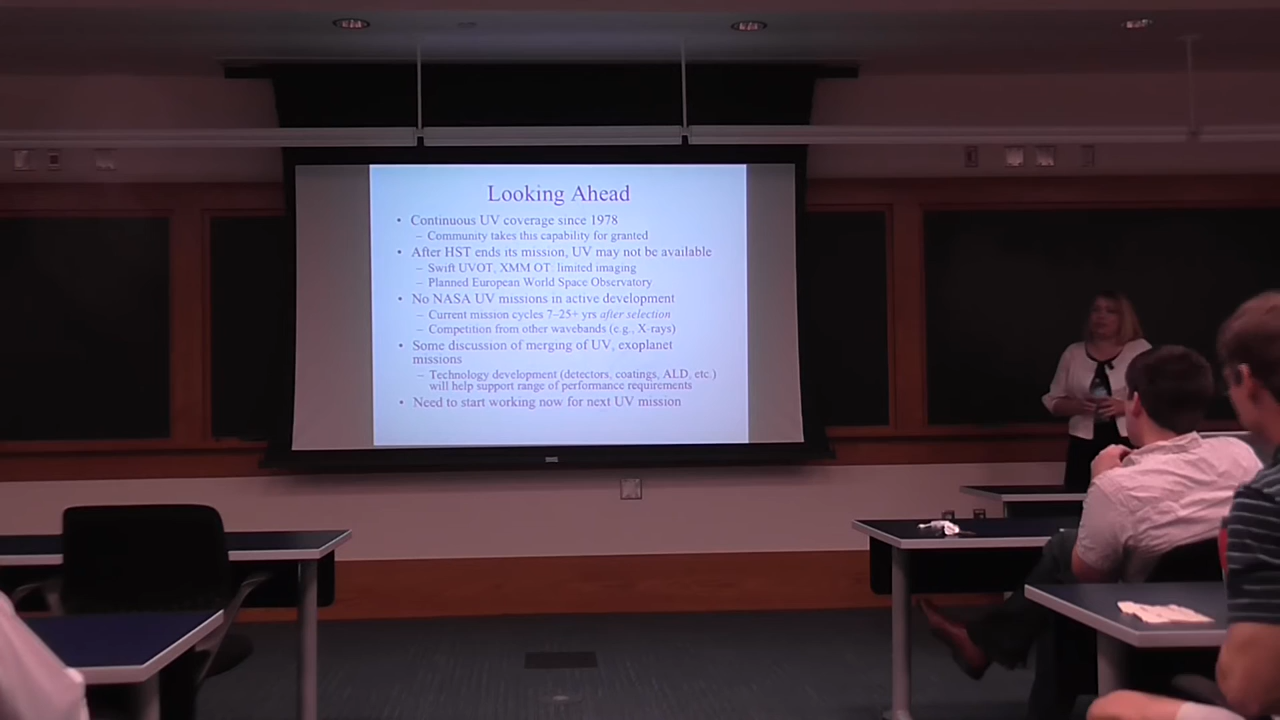 Looking Ahead
• Continuous UV coverage since 1978
– Community takes this capability for granted
• After HST ends its mission, UV may not be available
– Swift UVOT, XMM OT: limited imaging
– Planned European World Space Observatory
• No NASA UV missions in active development
– Current mission cycles 7–25+ yrs after selection
– Competition from other wavebands (e.g., X-rays)
• Some discussion of merging of UV, exoplanet
missions
– Technology development (detectors, coatings, ALD, etc.)
will help support range of performance requirements
• Need to start working now for next UV mission